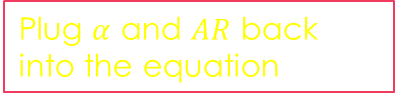 Plug α and AR back
into the equation